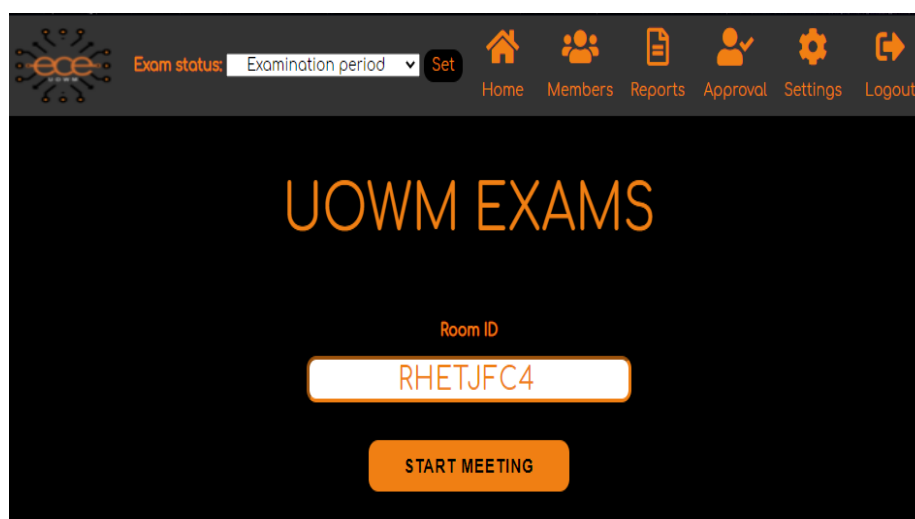 ece
UOWM
Exam status: Examination period Set
Home Members Reports Approval Settings Logout
UOWM EXAMS
Room ID
RHETJFC4
START MEETING